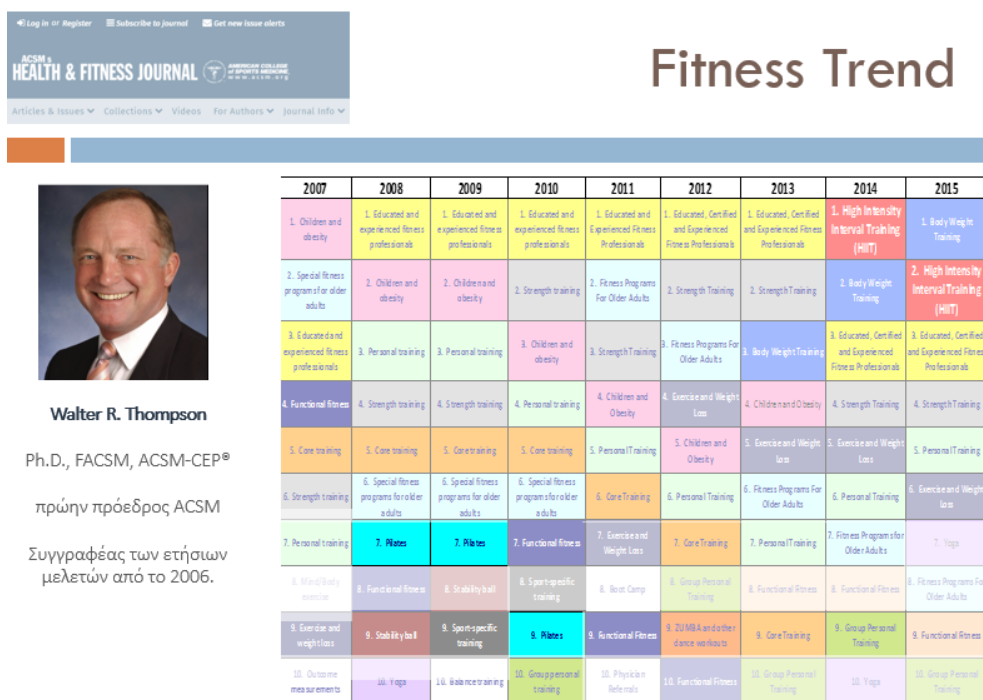 Log in or Register Subscribe to journal Get new issue alerts
ACSM's
HEALTH & FITNESS JOURNAL AMERICAN COLLEGE
of SPORTS MEDICINE
www.acsm.org
Articles & Issues Collections Videos For Authors Journal Info
Fitness Trend
Walter R. Thompson
Ph.D., FACSM, ACSM-CEP®
πρώην πρόεδρος ACSM
Συγγραφέας των ετήσιων
μελετών από το 2006.
2007 2008 2009 2010 2011 2012 2013 2014 2015
1. Children and
obesity
1. Educated and
experienced fitness
professionals
1. Educated and
experienced fitness
professionals
1. Educated and
experienced fitness
professionals
1. Educated and
Experienced Fitness
Professionals
1. Educated, Certified
and Experienced
Fitness Professionals
1. Educated, Certified
and Experienced Fitness
Professionals
1. High Intensity
Interval Training
(HIIT)
1. Body Weight
Training
2. Special fitness
programs for older
adults
2. Children and
obesity
2. Children and
obesity
2. Strength training
2. Fitness Programs
For Older Adults
2. Strength Training
2. Strength Training
2. Body Weight
Training
2. High Intensity
Interval Training
(HIIT)
3. Educated and
experienced fitness
professionals
3. Personal training
3. Personal training
3. Children and
obesity
3. Strength Training
3. Fitness Programs For
Older Adults
3. Body Weight Training
3. Educated, Certified
and Experienced
Fitness Professionals
3. Educated, Certified
and Experienced Fitness
Professionals
4. Functional fitness
4. Strength training
4. Strength training
4. Personal training
4. Children and
Obesity
4. Exercise and Weight
Loss
4. Children and Obesity
4. Strength Training
4. Strength Training
5. Core training
5. Core training
5. Core training
5. Core training
5. Personal Training
5. Children and
Obesity
5. Exercise and Weight
Loss
5. Exercise and Weight
Loss
5. Personal Training
6. Strength training
6. Special fitness
programs for older
adults
6. Special fitness
programs for older
adults
6. Special fitness
programs for older
adults
6. Core Training
6. Personal Training
6. Fitness Programs For
Older Adults
6. Personal Training
6. Exercise and Weight
Loss
7. Personal training
7. Pilates
7. Pilates
7. Functional fitness
7. Exercise and
Weight Loss
7. Core Training
7. Personal Training
7. Fitness Programs for
Older Adults
7. Yoga
8. Mind/Body
exercise
8. Functional fitness
8. Stability ball
8. Sport-specific
training
8. Boot Camp
8. Group Personal
Training
8. Functional Fitness
8. Functional Fitness
8. Fitness Programs Fo
Older Adults
9. Exercise and
weight loss
9. Stability ball
9. Sport-specific
training
9. Pilates
9. Functional Fitness
9. ZUMBA and other
dance workouts
9. Core Training
9. Group Personal
Training
9. Functional Fitness
10. Outcome
measurements
10. Yoga
10. Balance training
10. Group personal
training
10. Physician
Referrals
10. Functional Fitness
10. Group Personal
Training
10. Yoga
10. Group Personal
Training